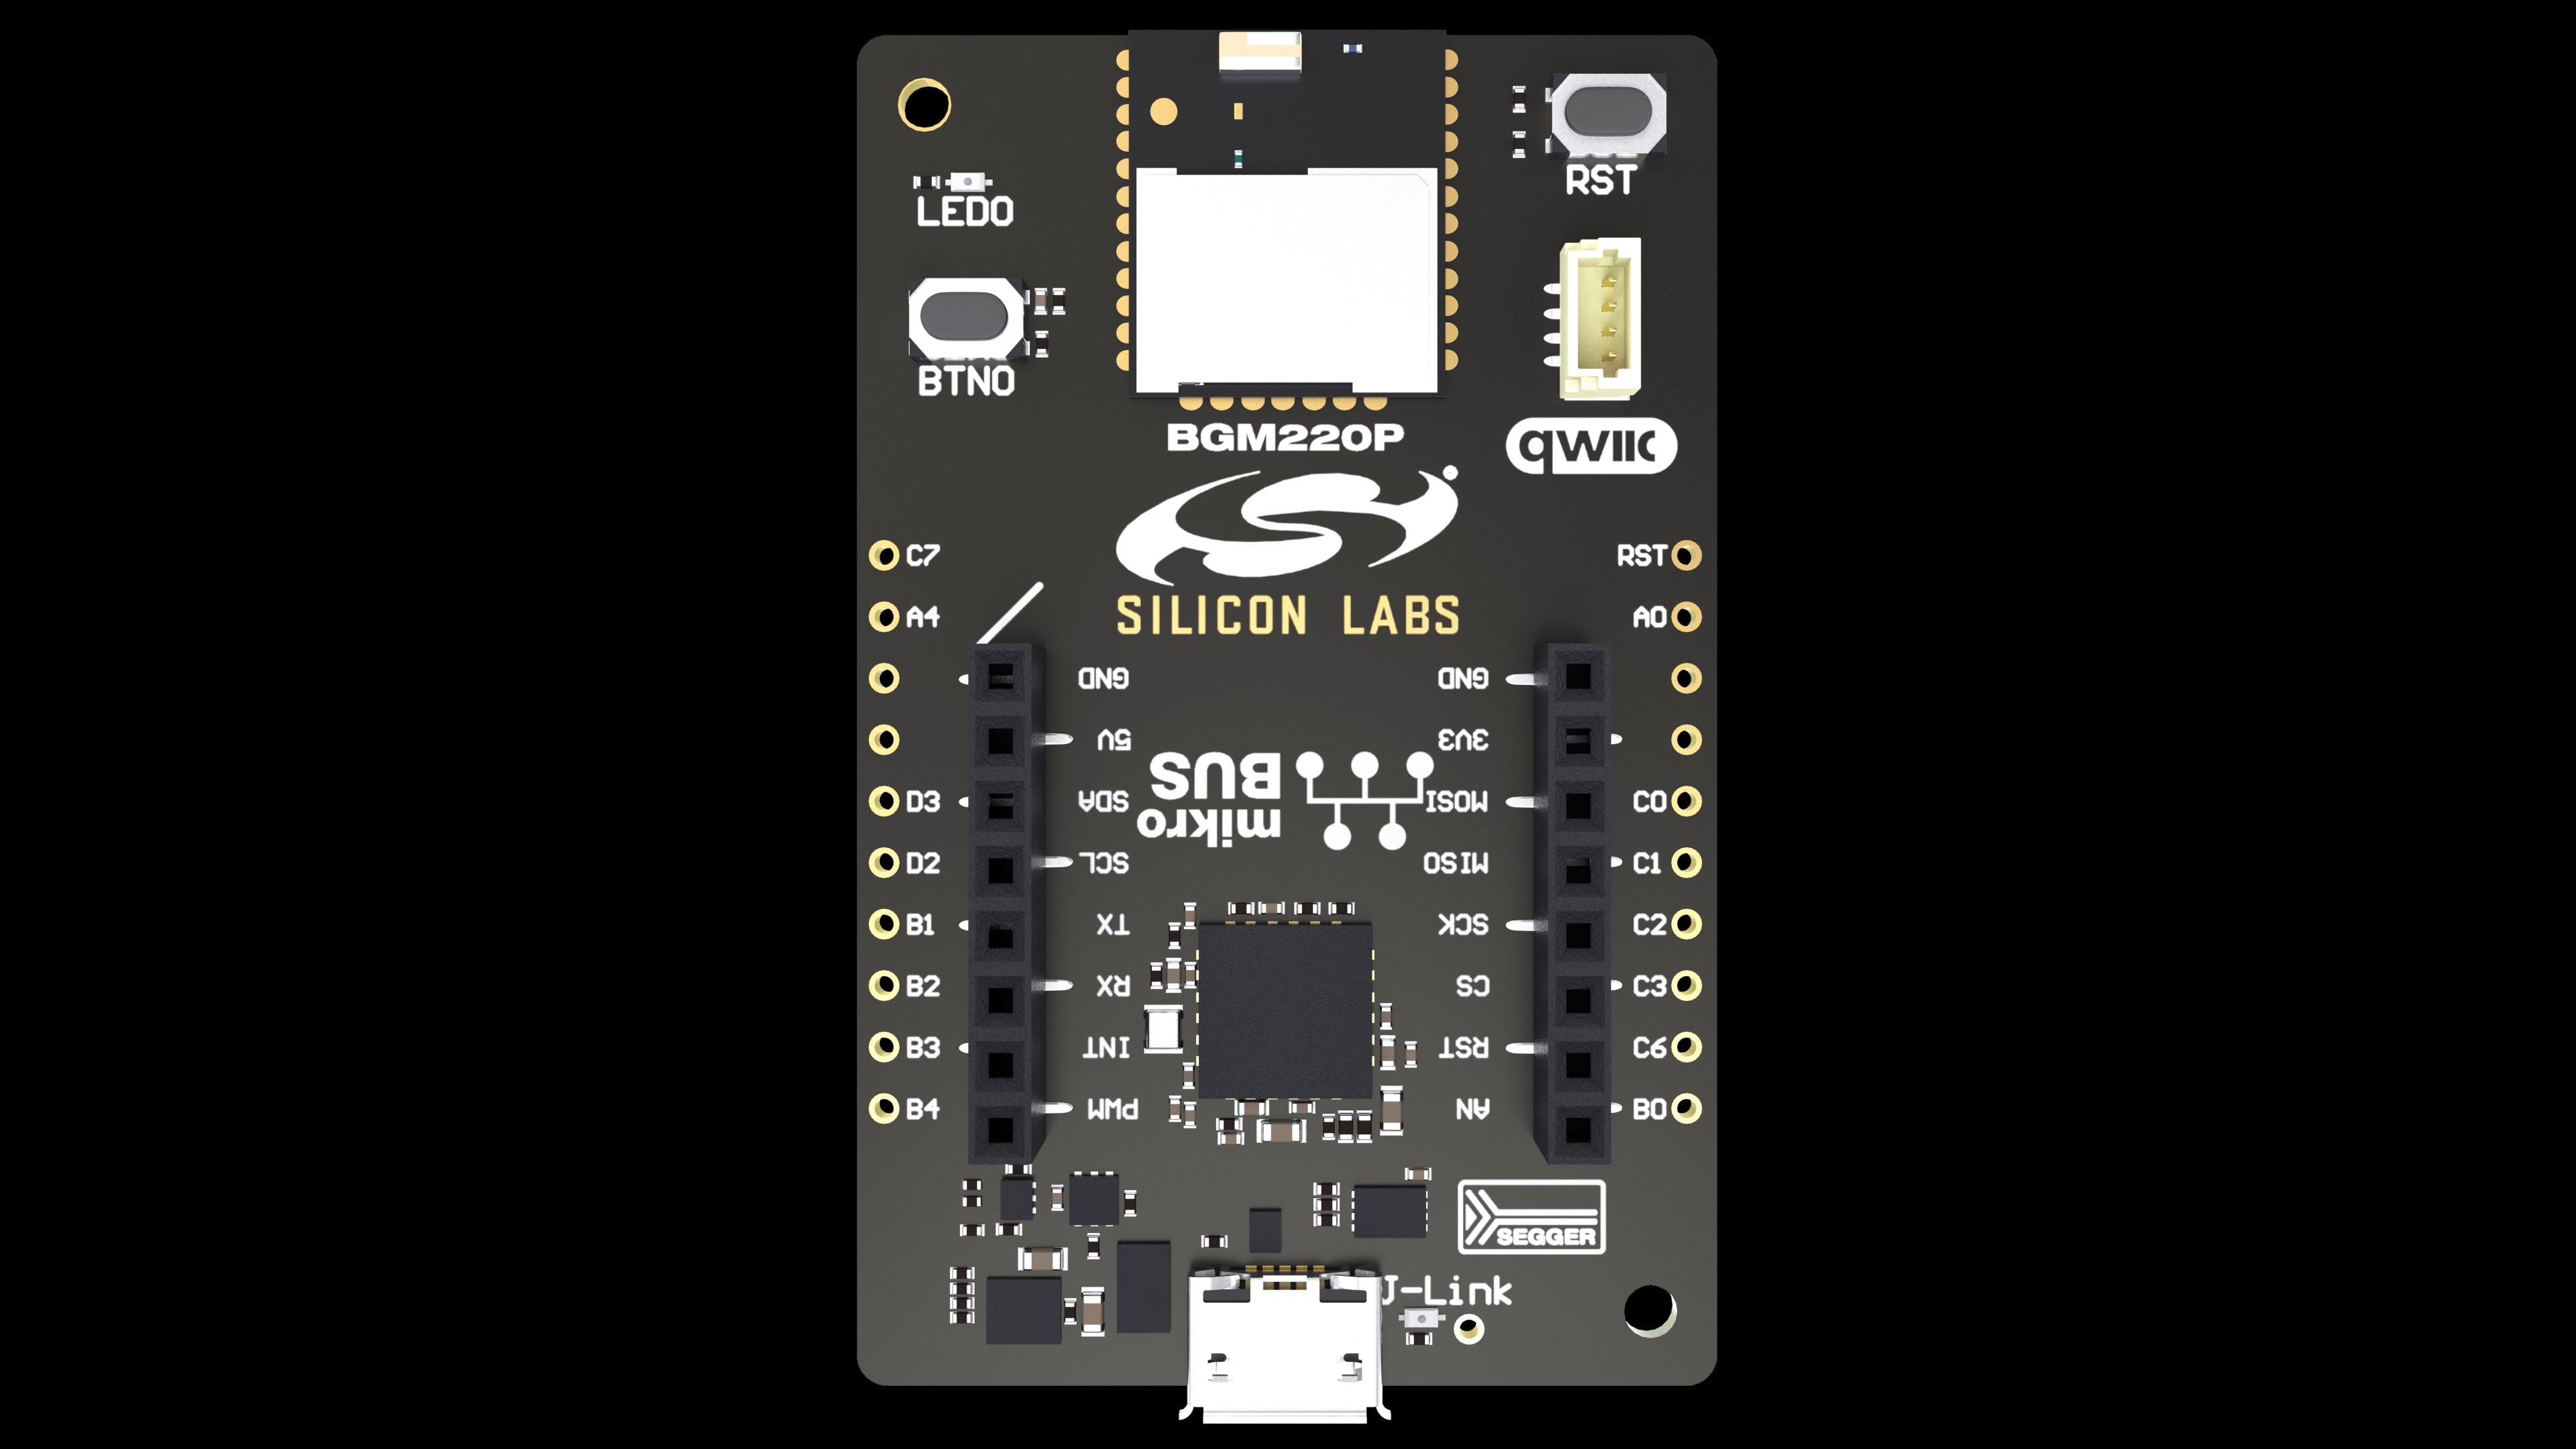 RST
LED0
BTN0
BGM220P
qwiic
C7
RST
A4
SILICON LABS
A0
GND
GND
5V
3V3
mikro
BUS
D3
SDA
MOSI
C0
D2
SCL
MISO
C1
B1
TX
SCK
C2
B2
RX
CS
C3
B3
INT
RST
C6
B4
PWM
AN
B0
SEGGER
J-Link